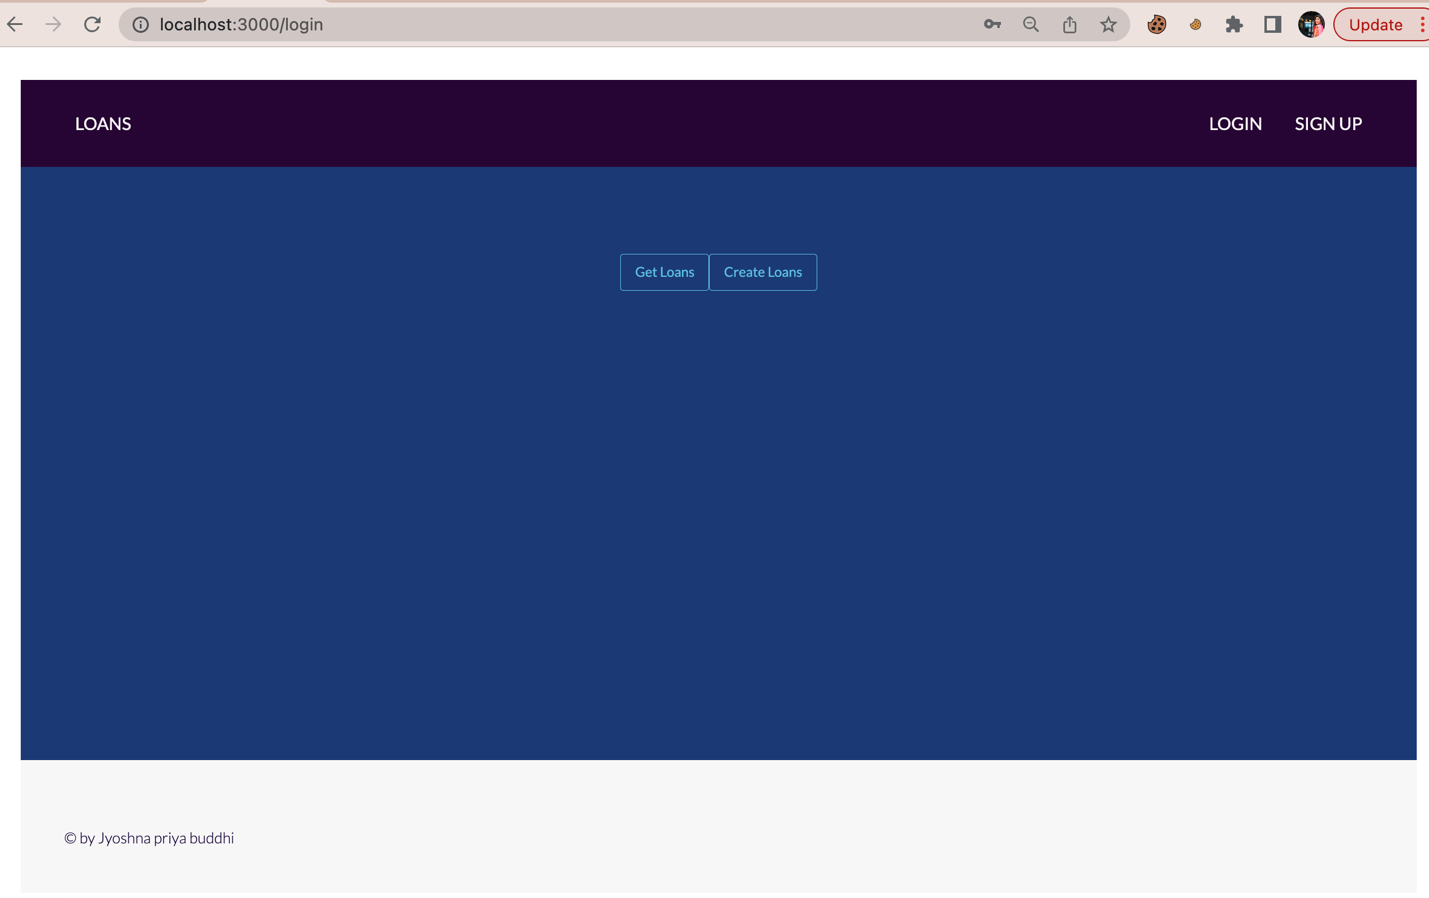 localhost:3000/login
Update
LOANS
LOGIN SIGN UP
Get Loans Create Loans
© by Jyoshna priya buddhi